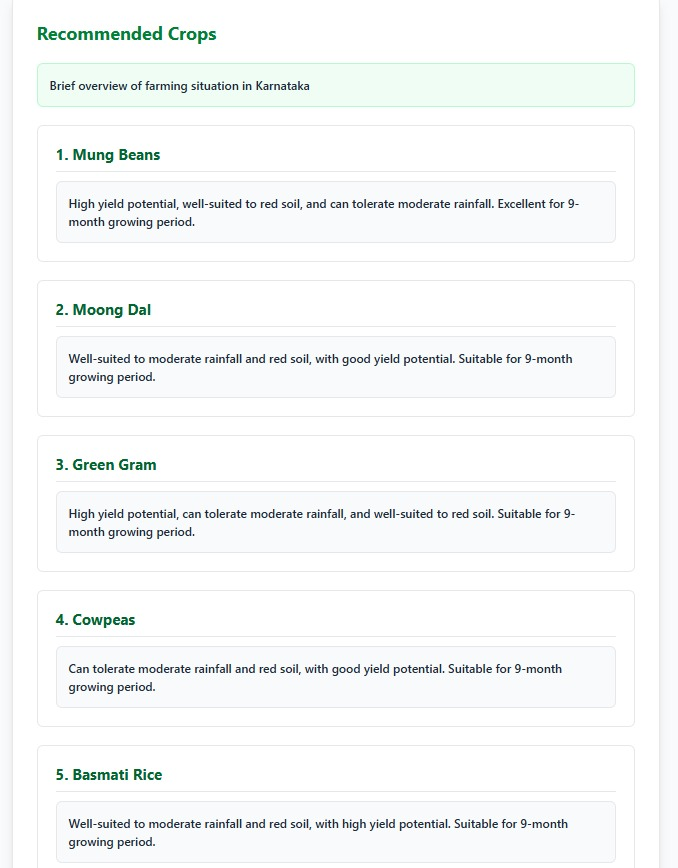 Recommended Crops
Brief overview of farming situation in Karnataka
1. Mung Beans
High yield potential, well-suited to red soil, and can tolerate moderate rainfall. Excellent for 9-
month growing period.
2. Moong Dal
Well-suited to moderate rainfall and red soil, with good yield potential. Suitable for 9-month
growing period.
3. Green Gram
High yield potential, can tolerate moderate rainfall, and well-suited to red soil. Suitable for 9-
month growing period.
4. Cowpeas
Can tolerate moderate rainfall and red soil, with good yield potential. Suitable for 9-month
growing period.
5. Basmati Rice
Well-suited to moderate rainfall and red soil, with high yield potential. Suitable for 9-month
growing period.